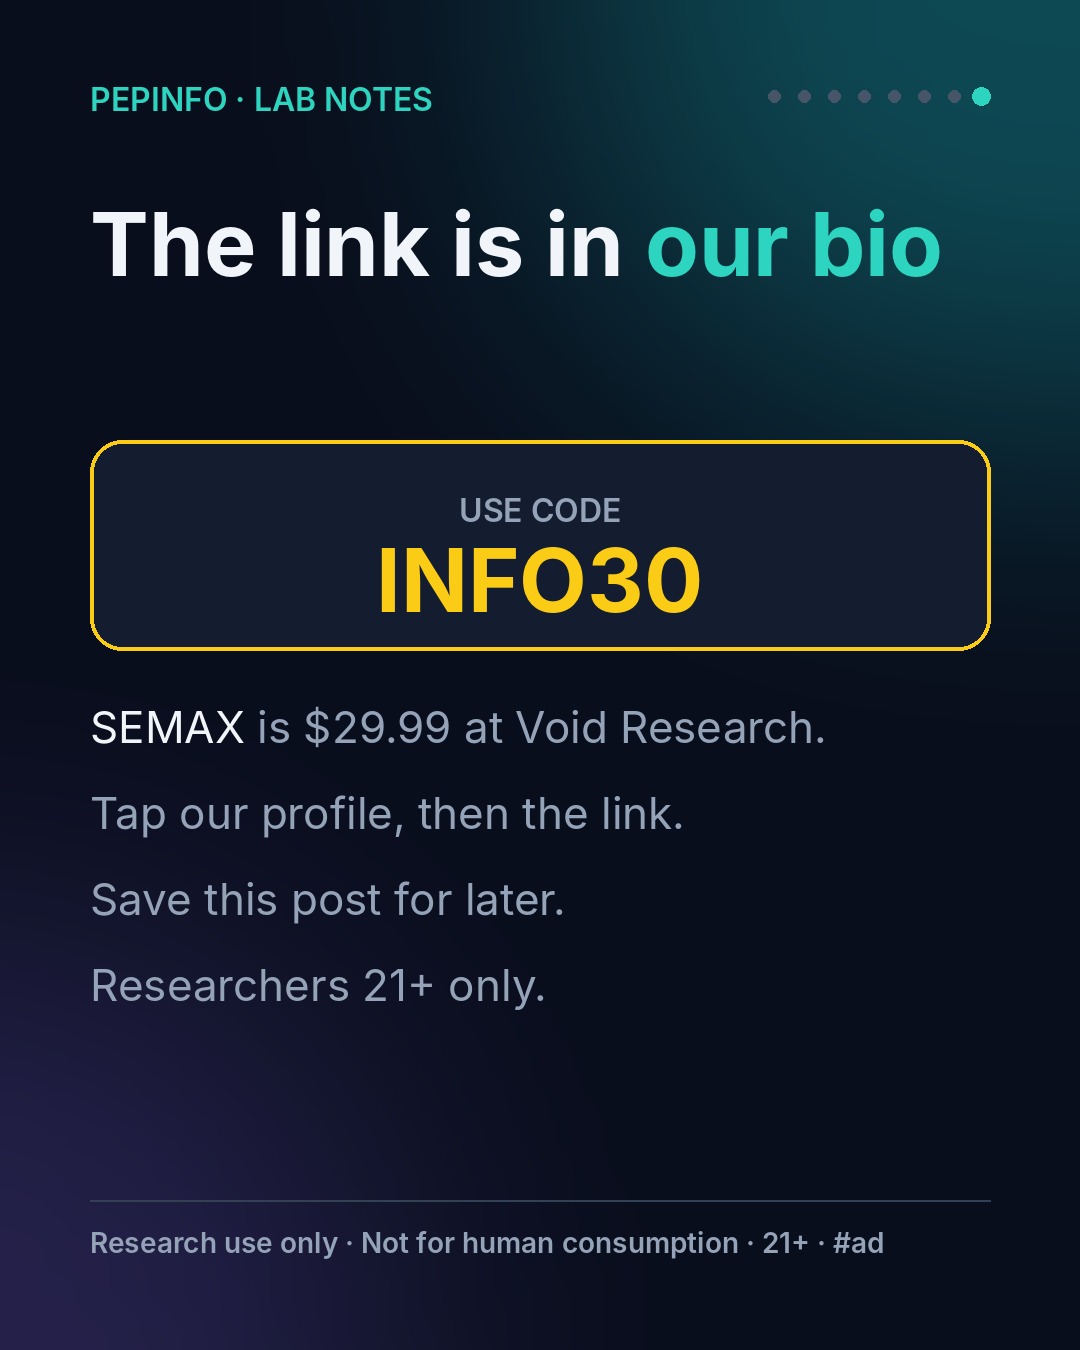 PEPINFO · LAB NOTES
The link is in our bio
USE CODE
INFO30
SEMAX is $29.99 at Void Research.
Tap our profile, then the link.
Save this post for later.
Researchers 21+ only.
Research use only · Not for human consumption · 21+ · #ad